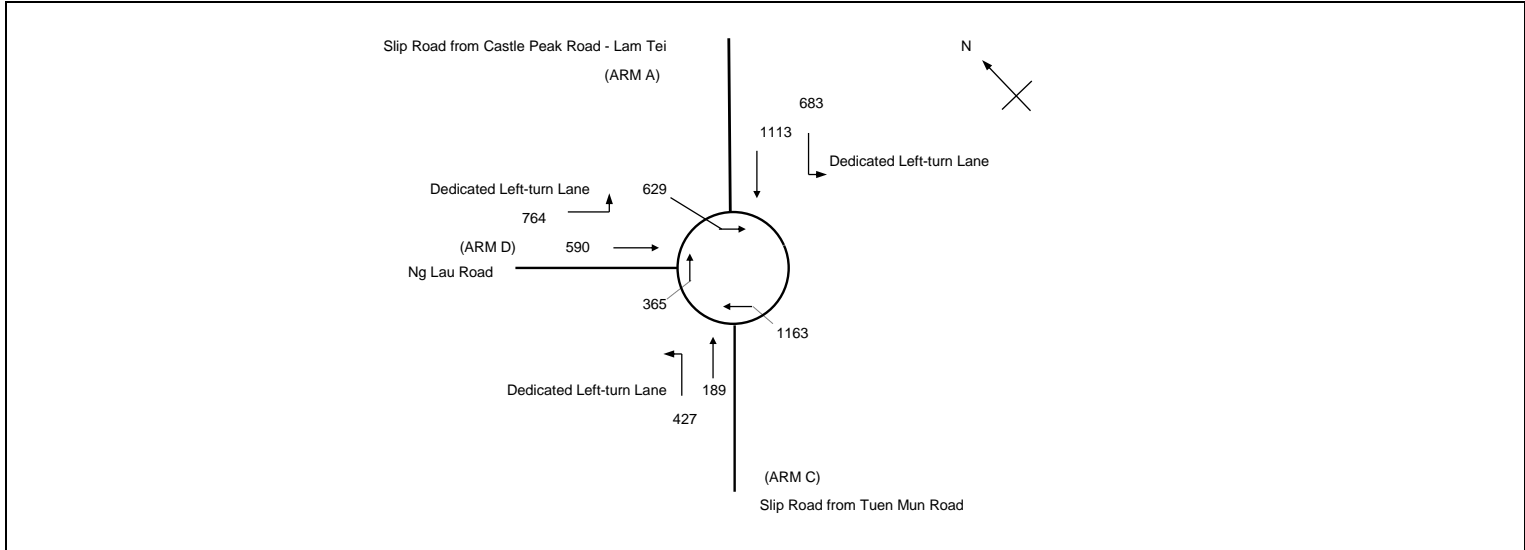 Slip Road from Castle Peak Road - Lam Tei
N
(ARM A)
683
1113
Dedicated Left-turn Lane
Dedicated Left-turn Lane
629
764
(ARM D)
590
Ng Lau Road
365
1163
Dedicated Left-turn Lane
189
427
(ARM C)
Slip Road from Tuen Mun Road